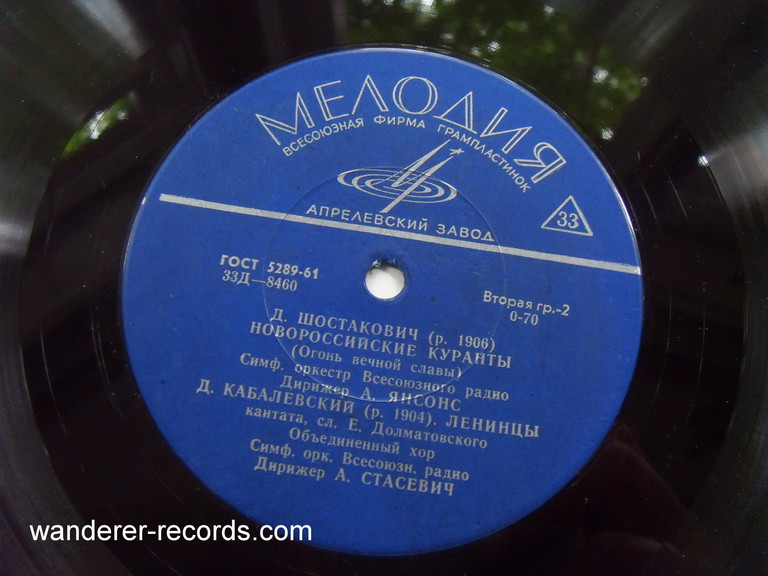 МЕЛОДИЯ
ВСЕСОЮЗНАЯ ФИРМА ГРАМПЛАСТИНОК
АПРЕЛЕВСКИЙ ЗАВОД
33
ГОСТ 5289-61
33Д—8460
Вторая гр.-2
0-70
Д. ШОСТАКОВИЧ (р. 1906)
НОВОРОССИЙСКИЕ КУРАНТЫ
(Огонь вечной славы)
Симф. оркестр Всесоюзного радио
Дирижер А. ЯНСОНС
Д. КАБАЛЕВСКИЙ (р. 1904). ЛЕНИНЦЫ
кантата, сл. Е. Долматовского
Объединенный хор
Симф. орк. Всесоюзн. радио
Дирижер А. СТАСЕВИЧ
wanderer-records.com